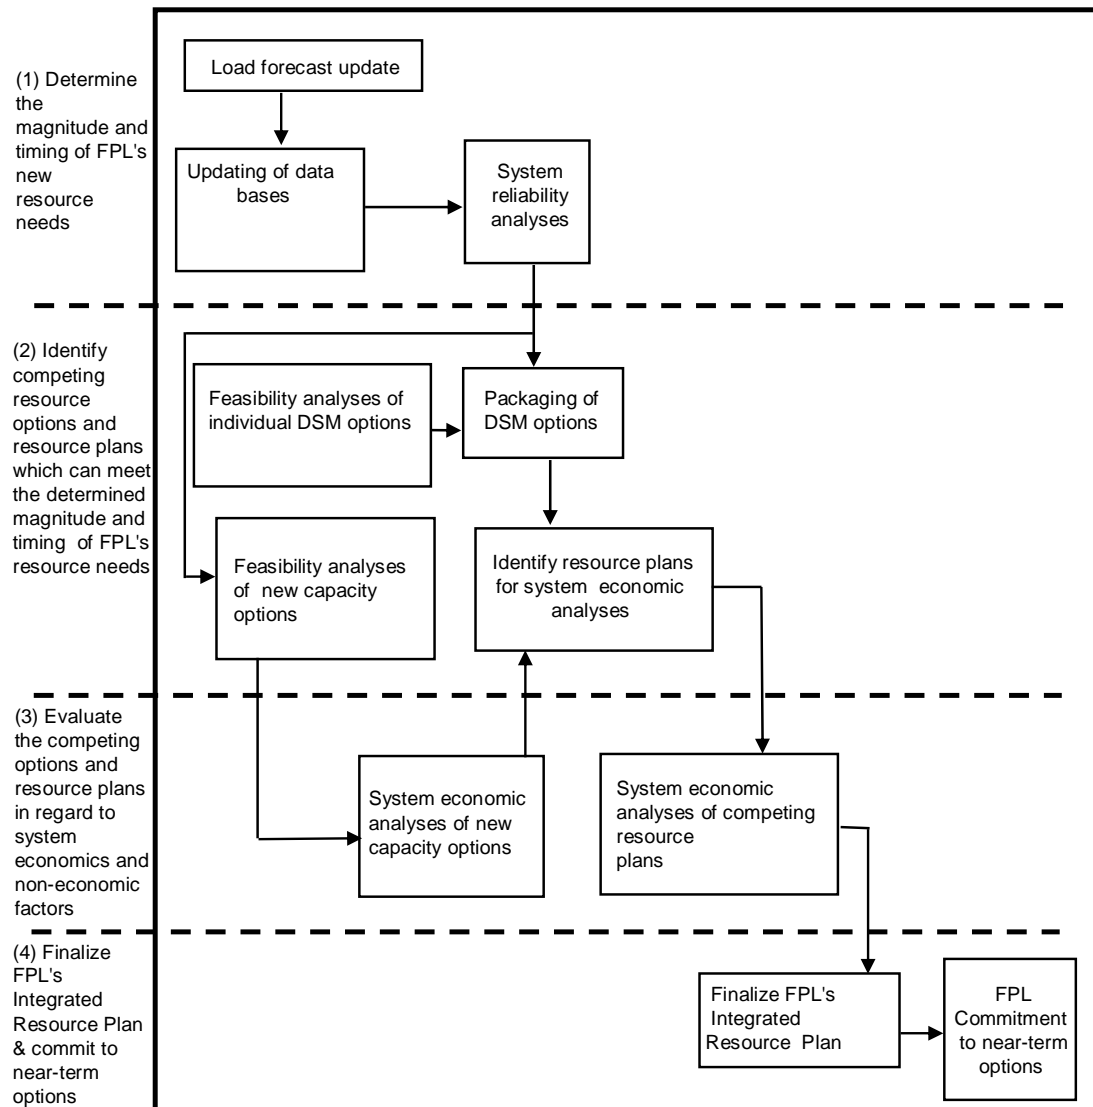 Load forecast update
(1) Determine
the
magnitude and
timing of FPL's
new
resource
needs
Updating of data
bases
System
reliability
analyses
(2) Identify
competing
resource
options and
resource plans
which can meet
the determined
magnitude and
timing of FPL's
resource needs
Feasibility analyses of
individual DSM options
Packaging of
DSM options
Feasibility analyses
of new capacity
options
Identify resource plans
for system economic
analyses
(3) Evaluate
the competing
options and
resource plans
in regard to
system
economics and
non-economic
factors
System economic
analyses of new
capacity options
System economic
analyses of competing
resource
plans
(4) Finalize
FPL's
Integrated
Resource Plan
& commit to
near-term
options
Finalize FPL's
Integrated
Resource Plan
FPL
Commitment
to near-term
options